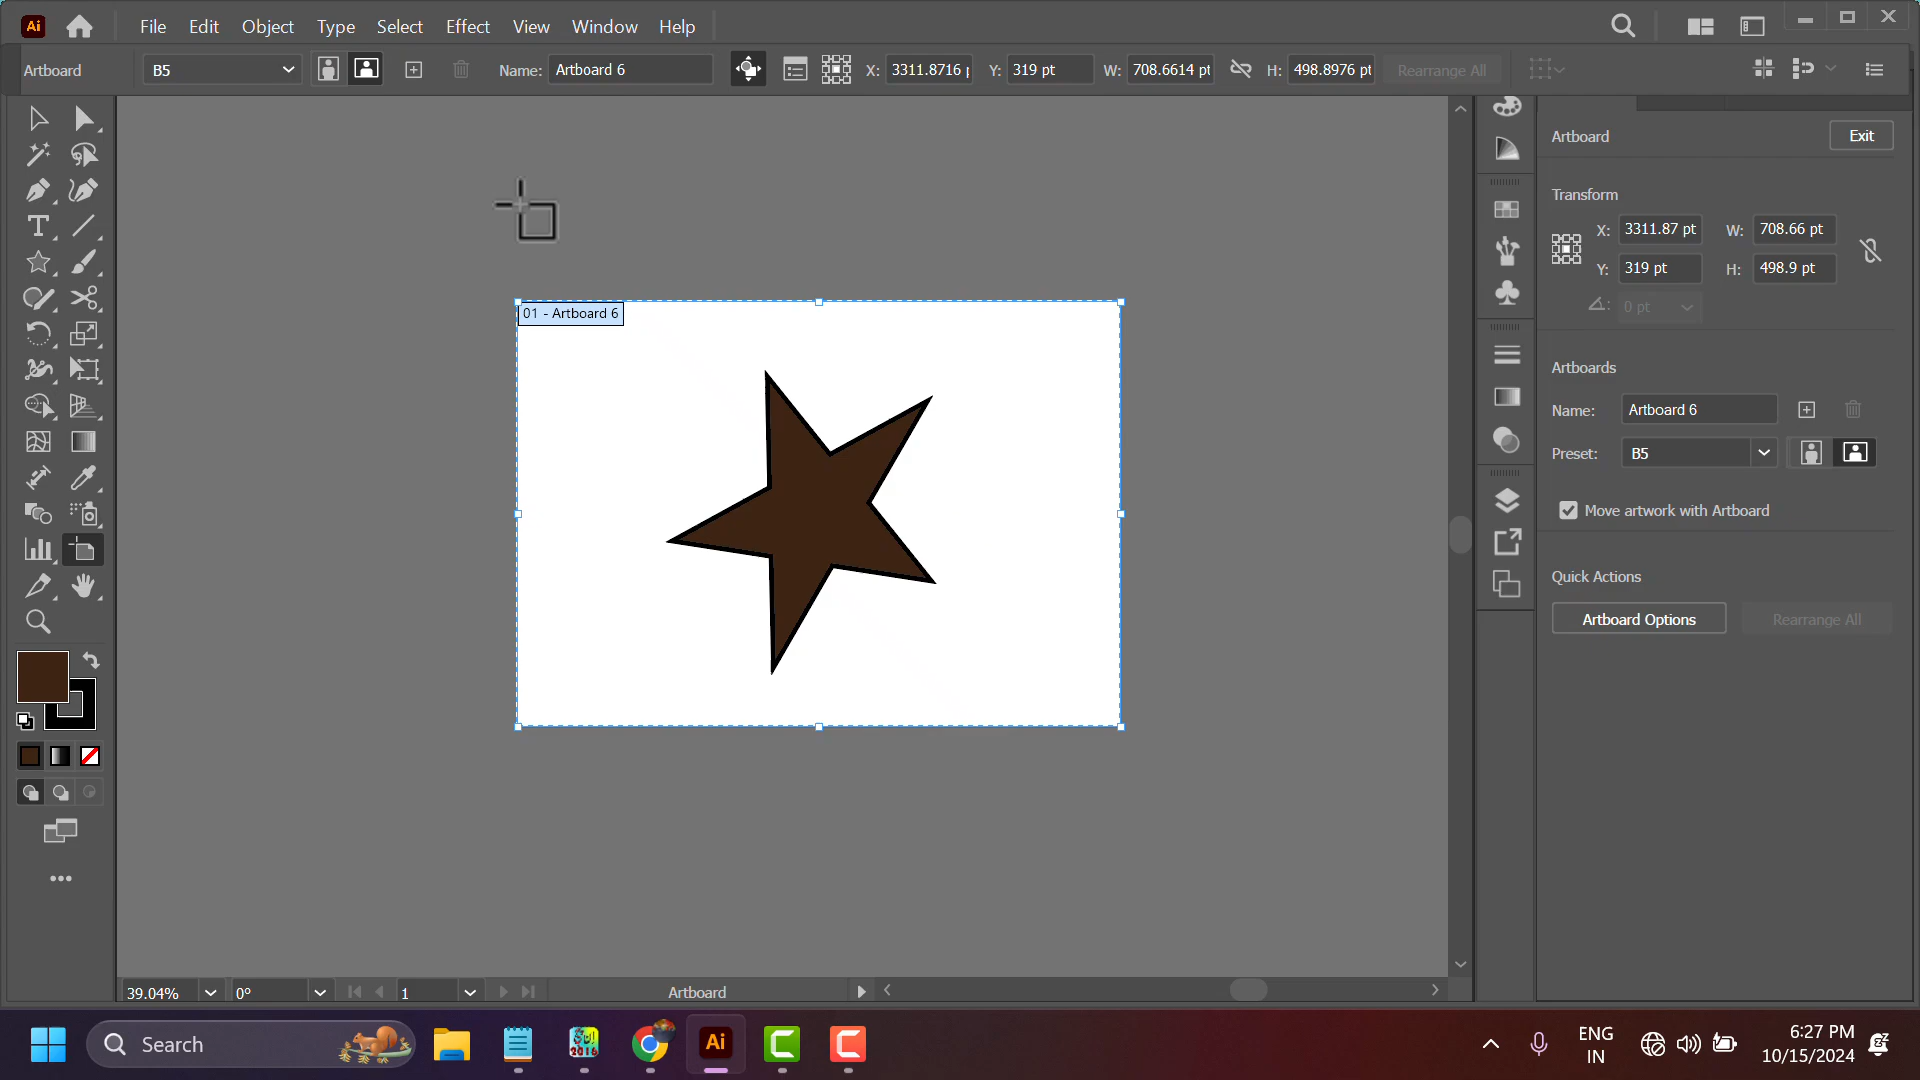 Ai File Edit Object Type Select Effect View Window Help
Artboard B5 Name: Artboard 6 X: 3311.8716 Y: 319 pt W: 708.6614 pt H: 498.8976 pt Rearrange All
Artboard Exit
Transform
X: 3311.87 pt W: 708.66 pt
Y: 319 pt H: 498.9 pt
0 pt
01 - Artboard 6
Artboards
Name: Artboard 6
Preset: B5
Move artwork with Artboard
Quick Actions
Artboard Options Rearrange All
T
39.04% 0° 1 Artboard
Search Ai ENG
IN
6:27 PM
10/15/2024